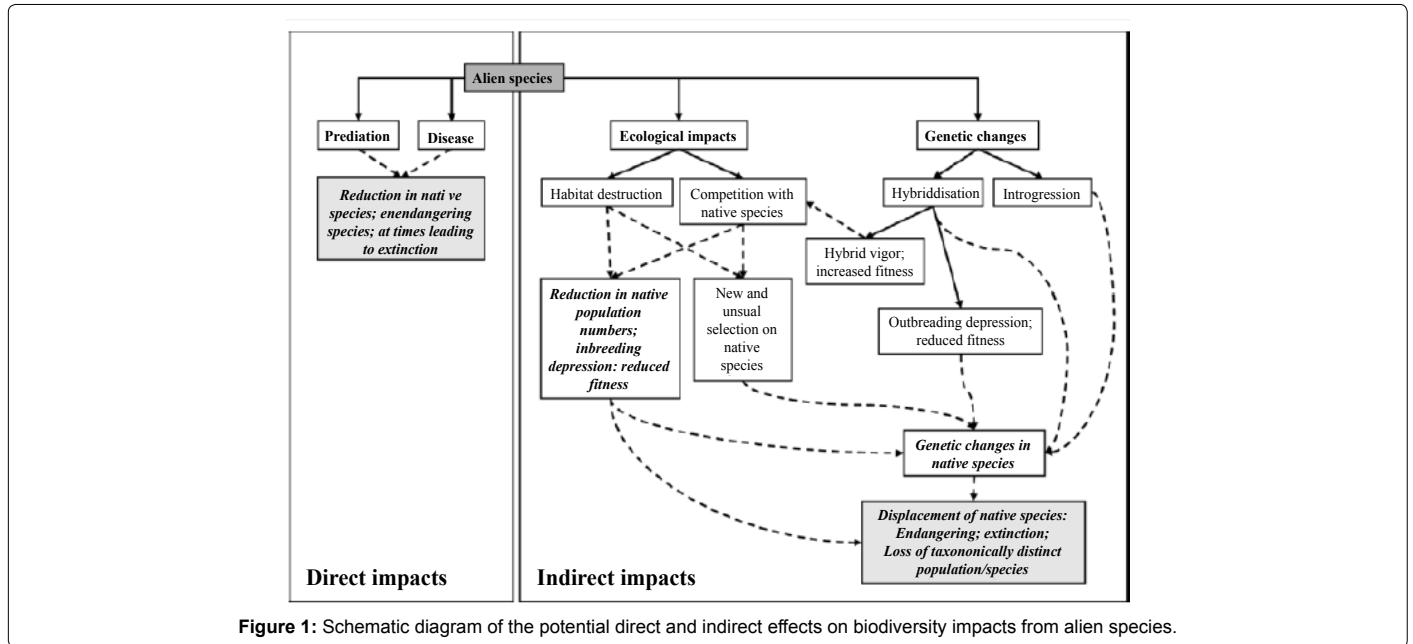 Alien species
Prediation
Disease
Reduction in nati ve
species; enendangering
species; at times leading
to extinction
Direct impacts
Ecological impacts
Genetic changes
Habitat destruction
Competition with
native species
Hybriddisation
Introgression
Hybrid vigor;
increased fitness
Reduction in native
population
numbers;
inbreeding
depression: reduced
fitness
New and
unsual
selection on
native
species
Outbreading depression;
reduced fitness
Genetic changes in
native species
Displacement of native species:
Endangering; extinction;
Loss of taxononically distinct
population/species
Indirect impacts
Figure 1: Schematic diagram of the potential direct and indirect effects on biodiversity impacts from alien species.